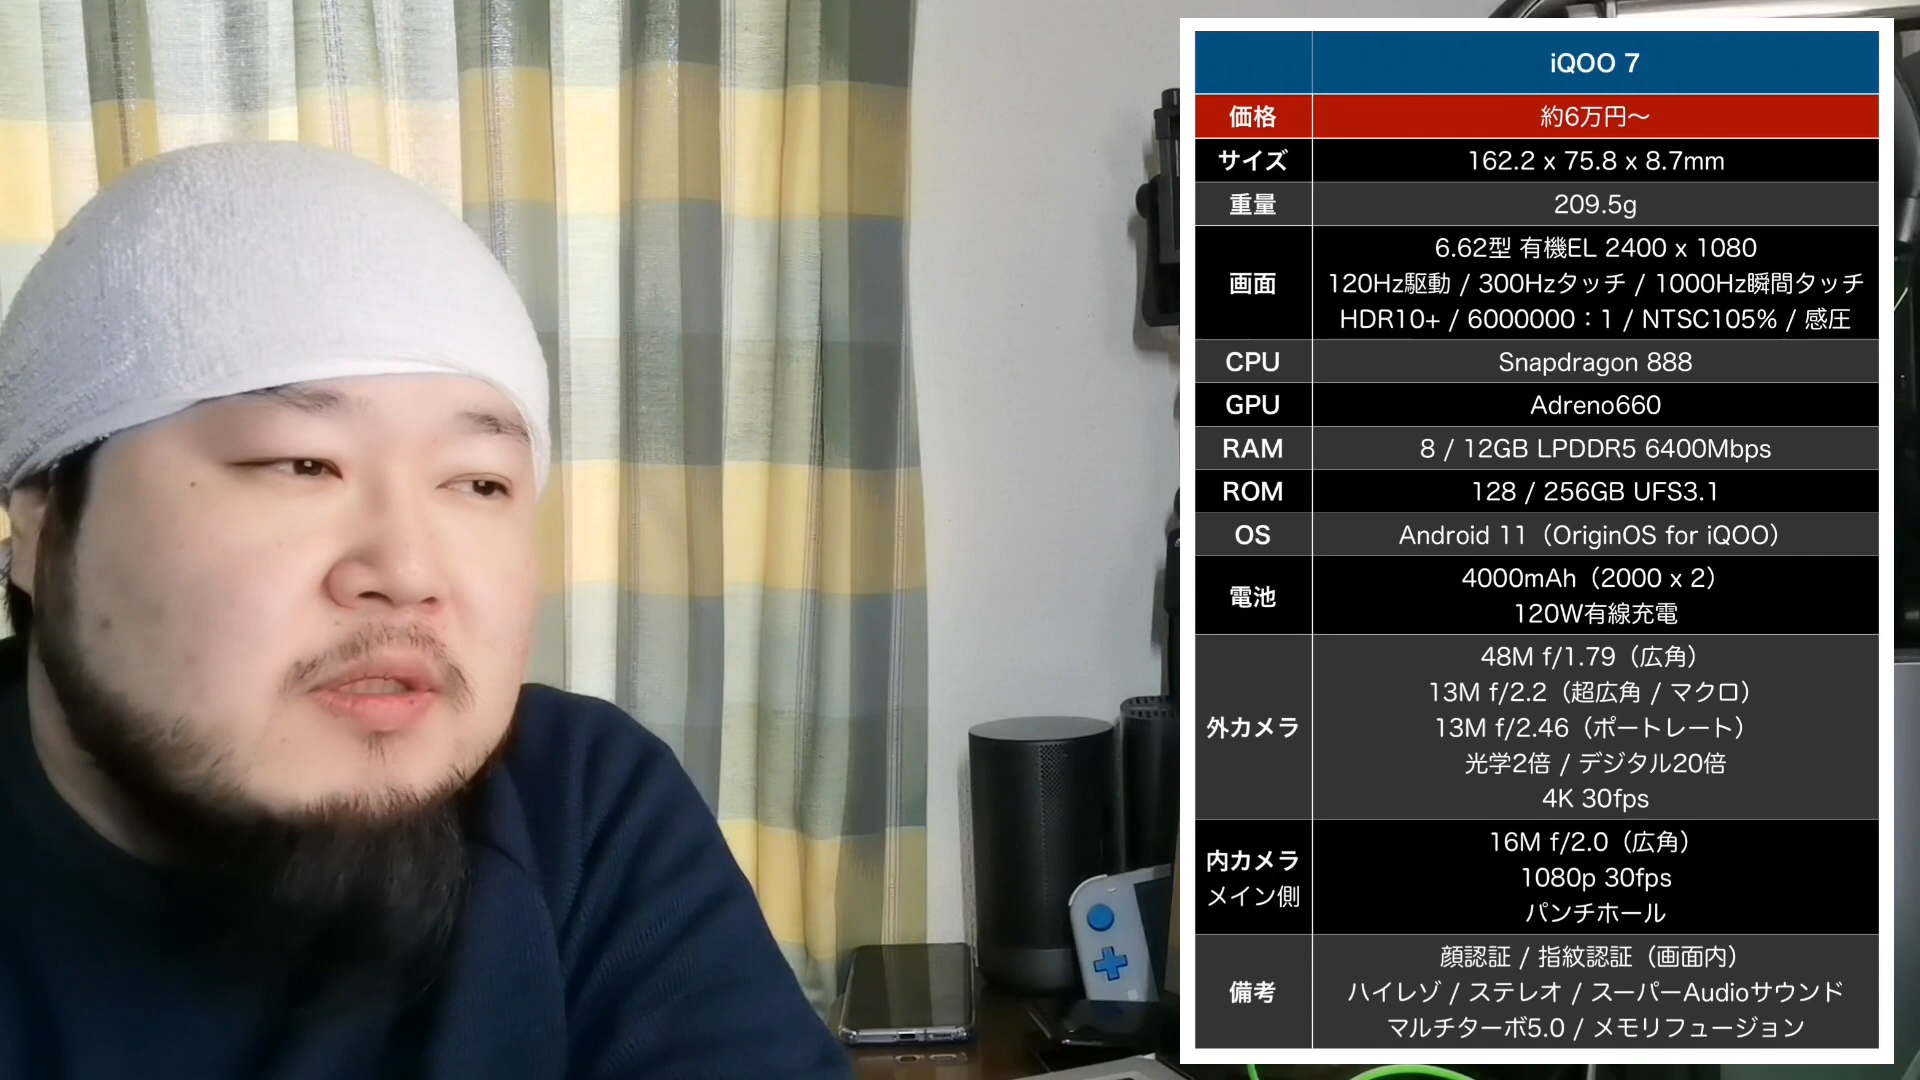 iQOO 7
価格 約6万円〜
サイズ 162.2 x 75.8 x 8.7mm
重量 209.5g
画面 6.62型 有機EL 2400 x 1080
120Hz駆動 / 300Hzタッチ / 1000Hz瞬間タッチ
HDR10+ / 6000000：1 / NTSC105% / 感圧
CPU Snapdragon 888
GPU Adreno660
RAM 8 / 12GB LPDDR5 6400Mbps
ROM 128 / 256GB UFS3.1
OS Android 11（OriginOS for iQOO）
電池 4000mAh（2000 x 2）
120W有線充電
外カメラ 48M f/1.79（広角）
13M f/2.2（超広角 / マクロ）
13M f/2.46（ポートレート）
光学2倍 / デジタル20倍
4K 30fps
内カメラ メイン側 16M f/2.0（広角）
1080p 30fps
パンチホール
備考 顔認証 / 指紋認証（画面内）
ハイレゾ / ステレオ / スーパーAudioサウンド
マルチターボ5.0 / メモリフュージョン